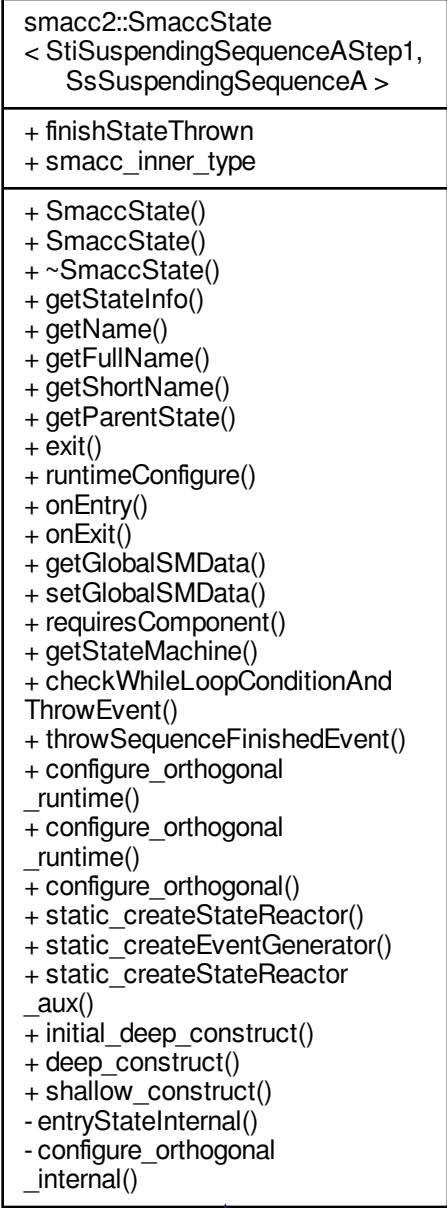 smacc2::SmaccState
< StiSuspendingSequenceAStep1,
SsSuspendingSequenceA >
+ finishStateThrown
+ smacc_inner_type
+ SmaccState()
+ SmaccState()
+ ~SmaccState()
+ getStateInfo()
+ getName()
+ getFullName()
+ getShortName()
+ getParentState()
+ exit()
+ runtimeConfigure()
+ onEntry()
+ onExit()
+ getGlobalSMData()
+ setGlobalSMData()
+ requiresComponent()
+ getStateMachine()
+ checkWhileLoopConditionAnd
ThrowEvent()
+ throwSequenceFinishedEvent()
+ configure_orthogonal
_runtime()
+ configure_orthogonal
_runtime()
+ configure_orthogonal()
+ static_createStateReactor()
+ static_createEventGenerator()
+ static_createStateReactor
_aux()
+ initial_deep_construct()
+ deep_construct()
+ shallow_construct()
- entryStateInternal()
- configure_orthogonal
_internal()